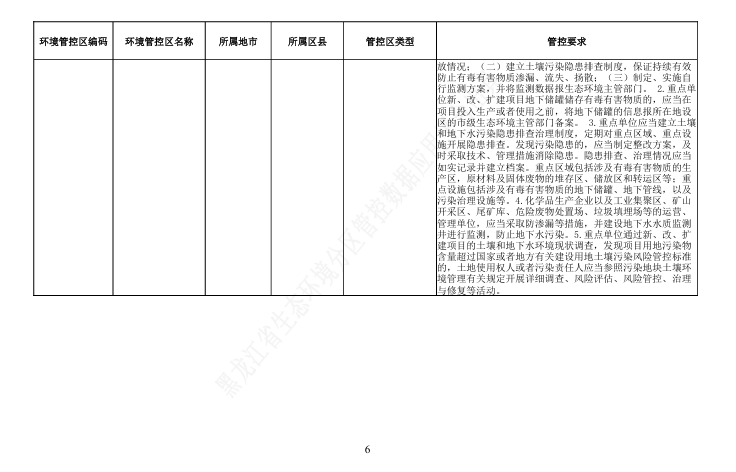 环境管控区编码 环境管控区名称 所属地市 所属区县 管控区类型 管控要求
放情况；（二）建立土壤污染隐患排查制度，保证持续有效
防止有毒有害物质渗漏、流失、扬散；（三）制定、实施自
行监测方案，并将监测数据报生态环境主管部门。 2.重点单
位新、改、扩建项目地下储罐储存有毒有害物质的，应当在
项目投入生产或者使用之前，将地下储罐的信息报所在地设
区的市级生态环境主管部门备案。 3.重点单位应当建立土壤
和地下水污染隐患排查治理制度，定期对重点区域、重点设
施开展隐患排查。发现污染隐患的，应当制定整改方案，及
时采取技术、管理措施消除隐患。隐患排查、治理情况应当
如实记录并建立档案。重点区域包括涉及有毒有害物质的生
产区，原材料及固体废物的堆存区、储放区和转运区等；重
点设施包括涉及有毒有害物质的地下储罐、地下管线，以及
污染治理设施等。4.化学品生产企业以及工业集聚区、矿山
开采区、尾矿库、危险废物处置场、垃圾填埋场等的运营、
管理单位，应当采取防渗漏等措施，并建设地下水水质监测
井进行监测，防止地下水污染。5.重点单位通过新、改、扩
建项目的土壤和地下水环境现状调查，发现项目用地污染物
含量超过国家或者地方有关建设用地土壤污染风险管控标准
的，土地使用权人或者污染责任人应当参照污染地块土壤环
境管理有关规定开展详细调查、风险评估、风险管控、治理
与修复等活动。
黑龙江省生态环境分区管控数据应用
6